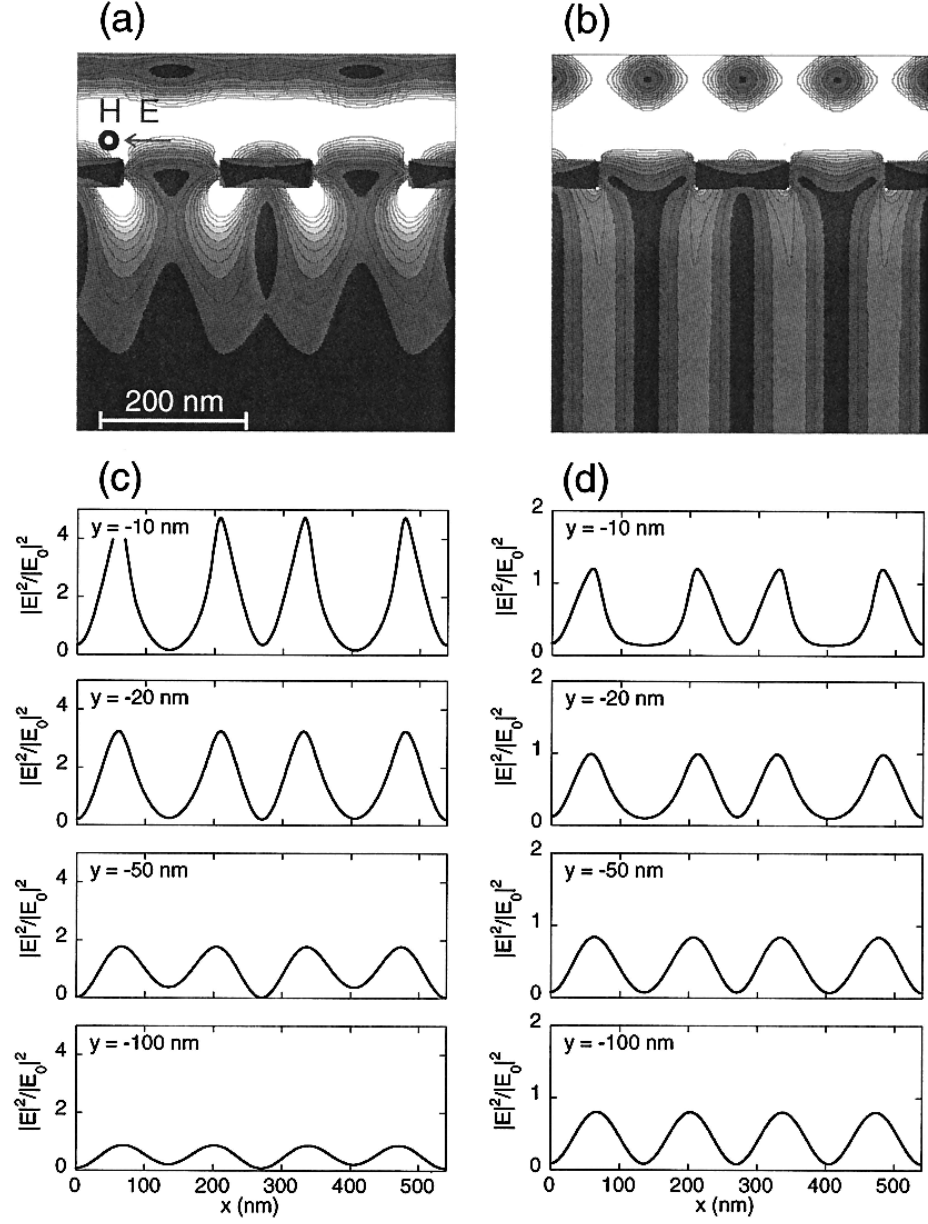 (a)
(b)
H E
200 nm
(c)
(d)
y = -10 nm
|E|²/|E₀|²
4
2
0
y = -20 nm
|E|²/|E₀|²
4
2
0
y = -50 nm
|E|²/|E₀|²
4
2
0
y = -100 nm
|E|²/|E₀|²
4
2
0
0 100 200 300 400 500
x (nm)
y = -10 nm
|E|²/|E₀|²
2
1
0
y = -20 nm
|E|²/|E₀|²
2
1
0
y = -50 nm
|E|²/|E₀|²
2
1
0
y = -100 nm
|E|²/|E₀|²
2
1
0
0 100 200 300 400 500
x (nm)